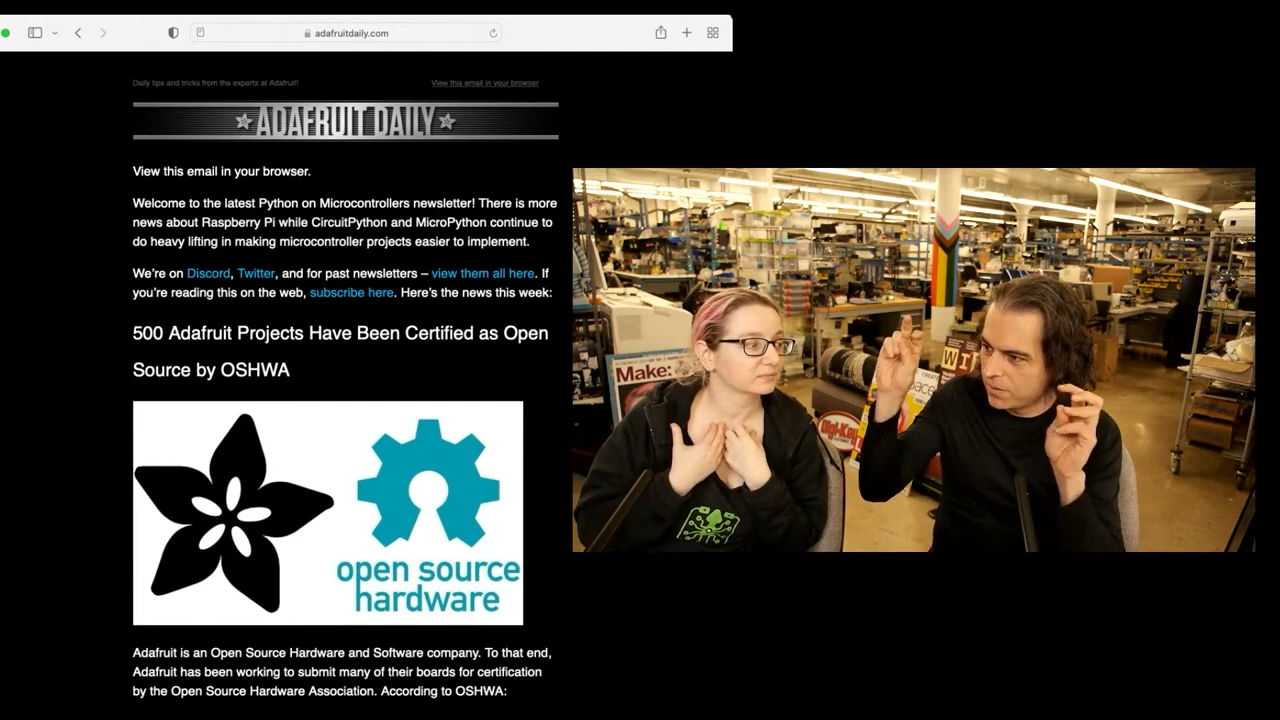 adafruitdaily.com
Daily tips and tricks from the experts at Adafruit!
View this email in your browser
ADAFRUIT DAILY
View this email in your browser.
Welcome to the latest Python on Microcontrollers newsletter! There is more
news about Raspberry Pi while CircuitPython and MicroPython continue to
do heavy lifting in making microcontroller projects easier to implement.
We're on Discord, Twitter, and for past newsletters – view them all here. If
you're reading this on the web, subscribe here. Here's the news this week:
500 Adafruit Projects Have Been Certified as Open
Source by OSHWA
open source
hardware
Adafruit is an Open Source Hardware and Software company. To that end,
Adafruit has been working to submit many of their boards for certification
by the Open Source Hardware Association. According to OSHWA:
Make:
Digi-Key